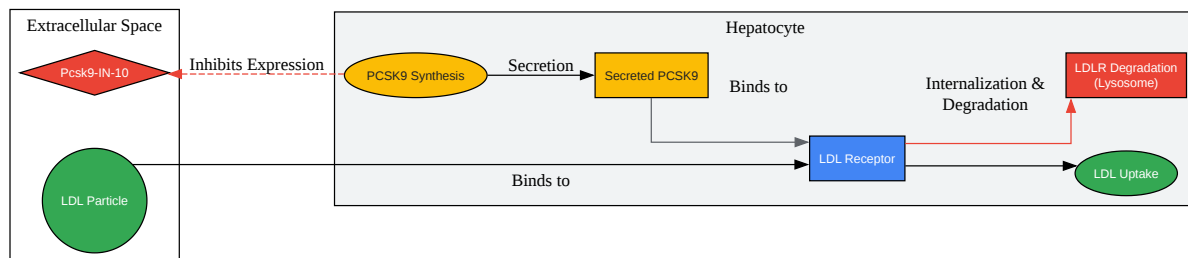 Extracellular Space
Hepatocyte
Pcsk9-IN-10
Inhibits Expression
PCSK9 Synthesis
Secretion
Secreted PCSK9
Binds to
Internalization &
Degradation
LDLR Degradation
(Lysosome)
LDL Particle
Binds to
LDL Receptor
LDL Uptake